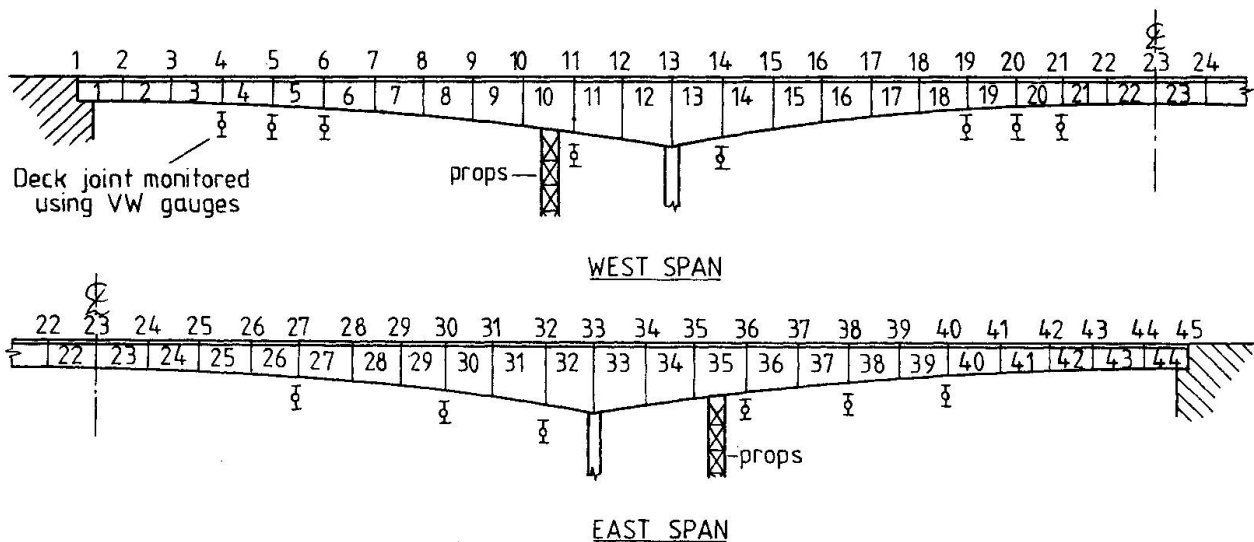 ℄
1 2 3 4 5 6 7 8 9 10 11 13 14 15 16 17 18 19 20 21 22 23 24
1 2 3 4 5 6 7 8 9 10 11 12 13 14 15 16 17 18 19 20 21 22 23
Deck joint monitored
using VW gauges
props
WEST SPAN
℄
22 23 24 25 26 27 28 29 30 31 32 33 34 35 36 37 38 39 40 41 42 43 44 45
22 23 24 25 26 27 28 29 30 31 32 33 34 35 36 37 38 39 40 41 42 43 44
props
EAST SPAN